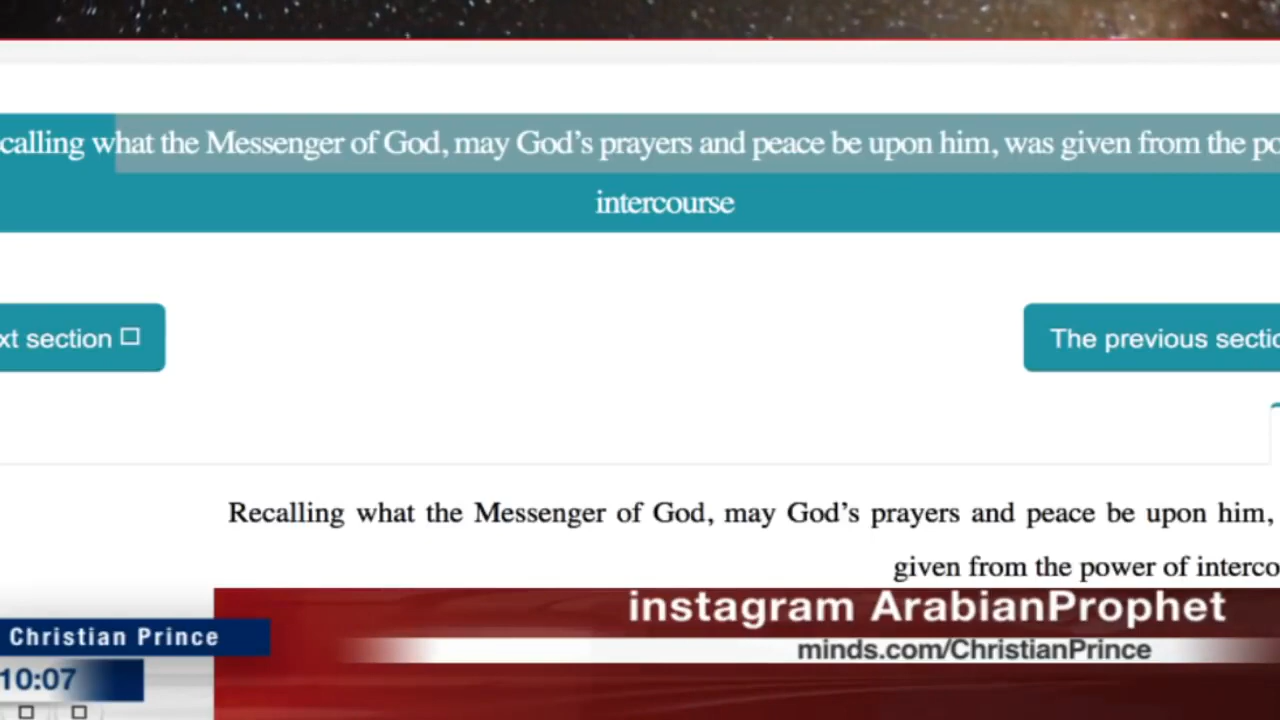 calling what the Messenger of God, may God's prayers and peace be upon him, was given from the po
intercourse
xt section
The previous sectio
Recalling what the Messenger of God, may God's prayers and peace be upon him,
given from the power of interco
instagram ArabianProphet
minds.com/ChristianPrince
Christian Prince
10:07